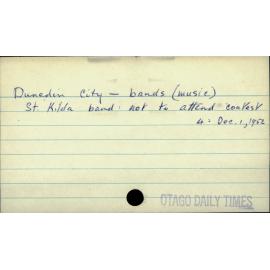 Dunedin City – bands (music)
St Kilda band: not to attend contest
4: Dec. 1, 1952
OTAGO DAILY TIMES